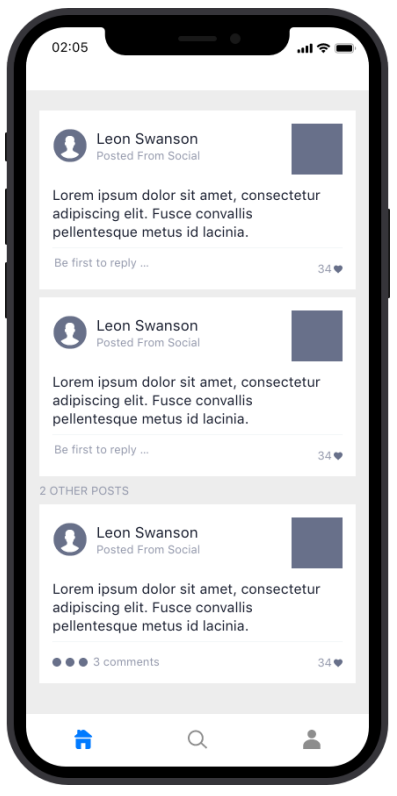 02:05
Leon Swanson
Posted From Social
Lorem ipsum dolor sit amet, consectetur
adipiscing elit. Fusce convallis
pellentesque metus id lacinia.
Be first to reply ...
34
Leon Swanson
Posted From Social
Lorem ipsum dolor sit amet, consectetur
adipiscing elit. Fusce convallis
pellentesque metus id lacinia.
Be first to reply ...
34
2 OTHER POSTS
Leon Swanson
Posted From Social
Lorem ipsum dolor sit amet, consectetur
adipiscing elit. Fusce convallis
pellentesque metus id lacinia.
3 comments
34